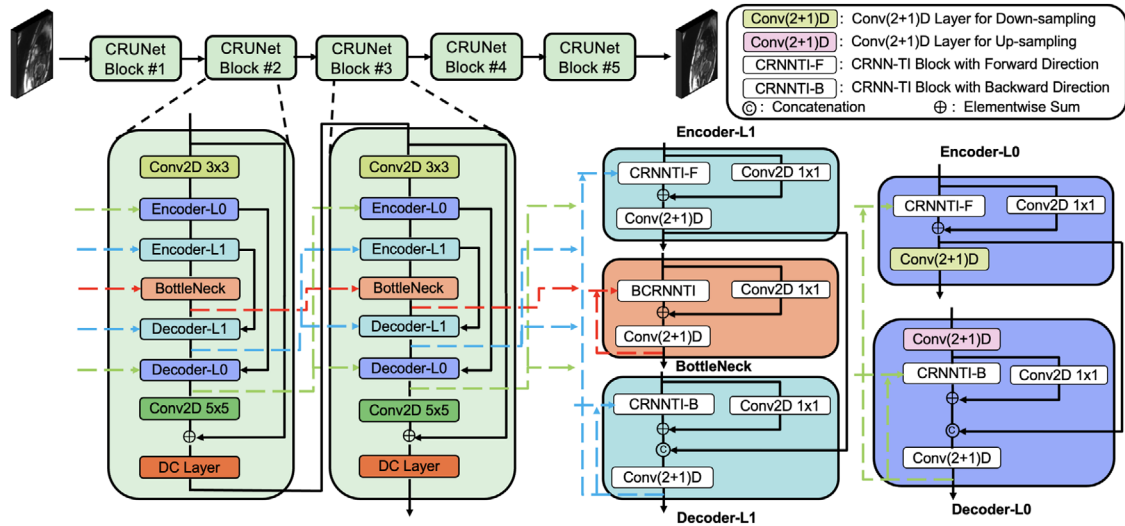 CRUNet
Block #1
CRUNet
Block #2
CRUNet
Block #3
CRUNet
Block #4
CRUNet
Block #5
Conv(2+1)D : Conv(2+1)D Layer for Down-sampling
Conv(2+1)D : Conv(2+1)D Layer for Up-sampling
CRNNTI-F : CRNN-TI Block with Forward Direction
CRNNTI-B : CRNN-TI Block with Backward Direction
C : Concatenation ⊕ : Elementwise Sum
Conv2D 3x3
Encoder-L0
Encoder-L1
BottleNeck
Decoder-L1
Decoder-L0
Conv2D 5x5
DC Layer
Conv2D 3x3
Encoder-L0
Encoder-L1
BottleNeck
Decoder-L1
Decoder-L0
Conv2D 5x5
DC Layer
Encoder-L1
CRNNTI-F
Conv2D 1x1
Conv(2+1)D
BCRNNTI
Conv2D 1x1
Conv(2+1)D
BottleNeck
CRNNTI-B
Conv2D 1x1
C
Conv(2+1)D
Decoder-L1
Encoder-L0
CRNNTI-F
Conv2D 1x1
Conv(2+1)D
Conv(2+1)D
CRNNTI-B
Conv2D 1x1
C
Conv(2+1)D
Decoder-L0